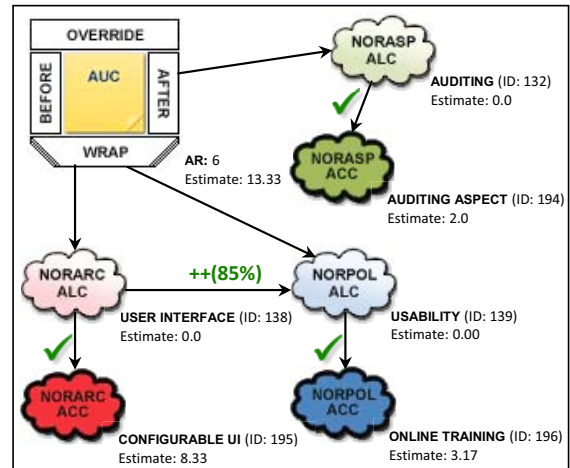 OVERRIDE
BEFORE
AUC
AFTER
WRAP
AR: 6
Estimate: 13.33
NORASP
ALC
AUDITING (ID: 132)
Estimate: 0.0
NORASP
ACC
AUDITING ASPECT (ID: 194)
Estimate: 2.0
NORARC
ALC
++(85%)
NORPOL
ALC
USER INTERFACE (ID: 138)
Estimate: 0.0
USABILITY (ID: 139)
Estimate: 0.00
NORARC
ACC
NORPOL
ACC
CONFIGURABLE UI (ID: 195)
Estimate: 8.33
ONLINE TRAINING (ID: 196)
Estimate: 3.17